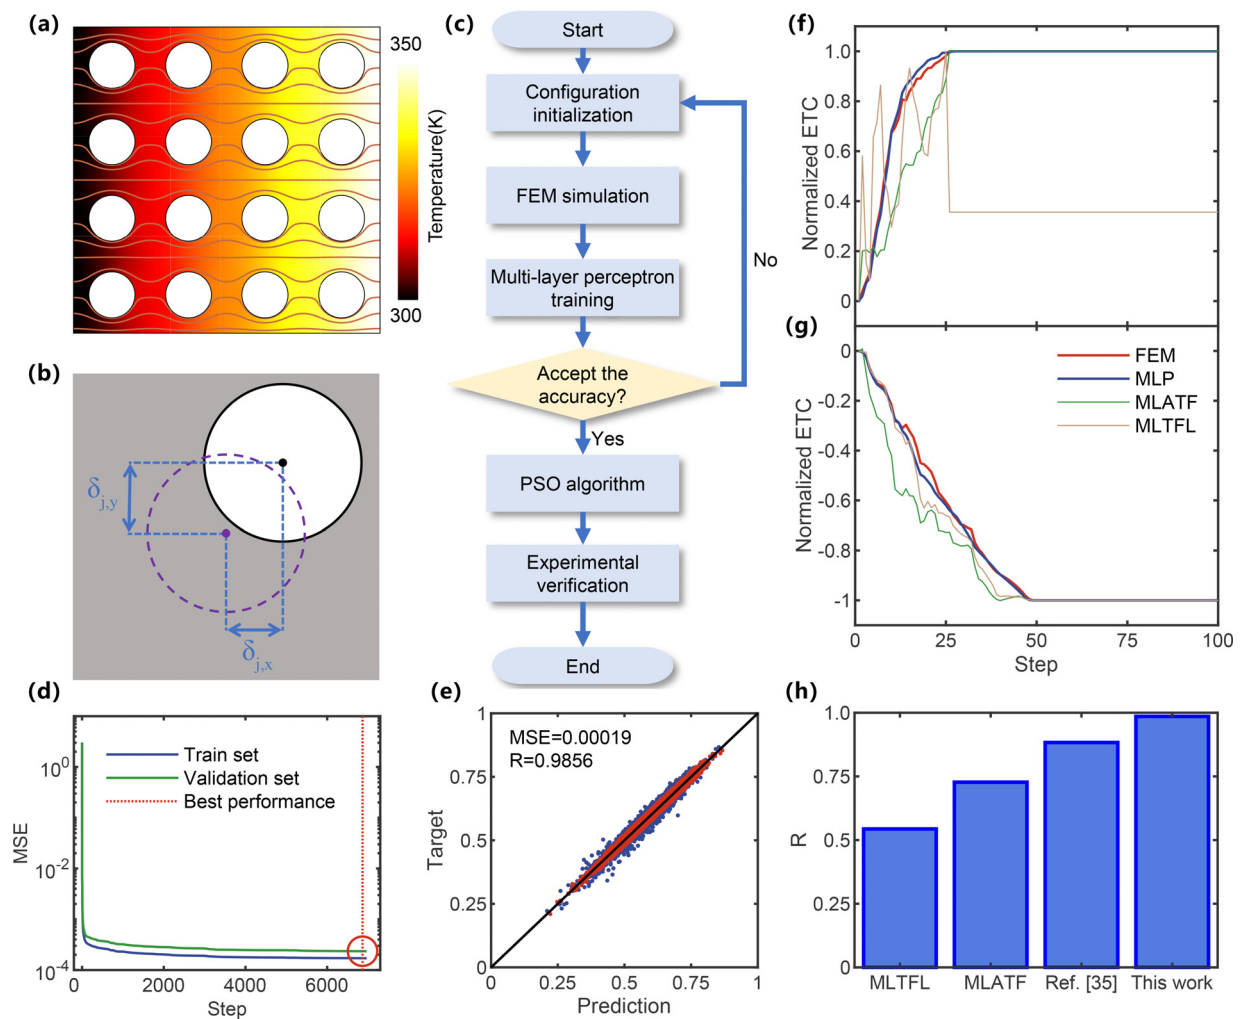 (a)
350
Temperature(K)
300
(b)
δj,y
δj,x
(c)
Start
Configuration
initialization
FEM simulation
Multi-layer perceptron
training
No
Accept the
accuracy?
Yes
PSO algorithm
Experimental
verification
End
(d)
MSE
10^0
10^-2
10^-4
Train set
Validation set
Best performance
0 2000 4000 6000
Step
(e)
Target
1
0.75
0.5
0.25
0
MSE=0.00019
R=0.9856
0 0.25 0.5 0.75 1
Prediction
(f)
Normalized ETC
1.0
0.8
0.6
0.4
0.2
0
(g)
Normalized ETC
0
-0.2
-0.4
-0.6
-0.8
-1
FEM
MLP
MLATF
MLTFL
0 25 50 75 100
Step
(h)
R
1
0.75
0.5
0.25
0
MLTFL MLATF Ref. [35] This work